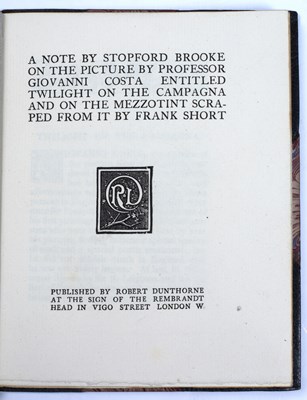 A NOTE BY STOPFORD BROOKE
ON THE PICTURE BY PROFESSOR
GIOVANNI COSTA ENTITLED
TWILIGHT ON THE CAMPAGNA
AND ON THE MEZZOTINT SCRA-
PED FROM IT BY FRANK SHORT
RD
PUBLISHED BY ROBERT DUNTHORNE
AT THE SIGN OF THE REMBRANDT
HEAD IN VIGO STREET LONDON W.